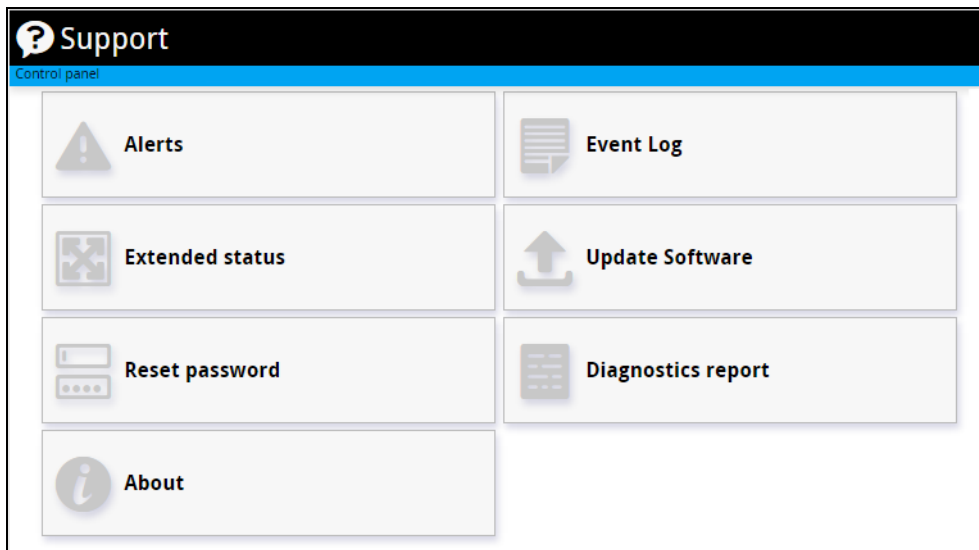 Support
Control panel
Alerts
Event Log
Extended status
Update Software
Reset password
Diagnostics report
About